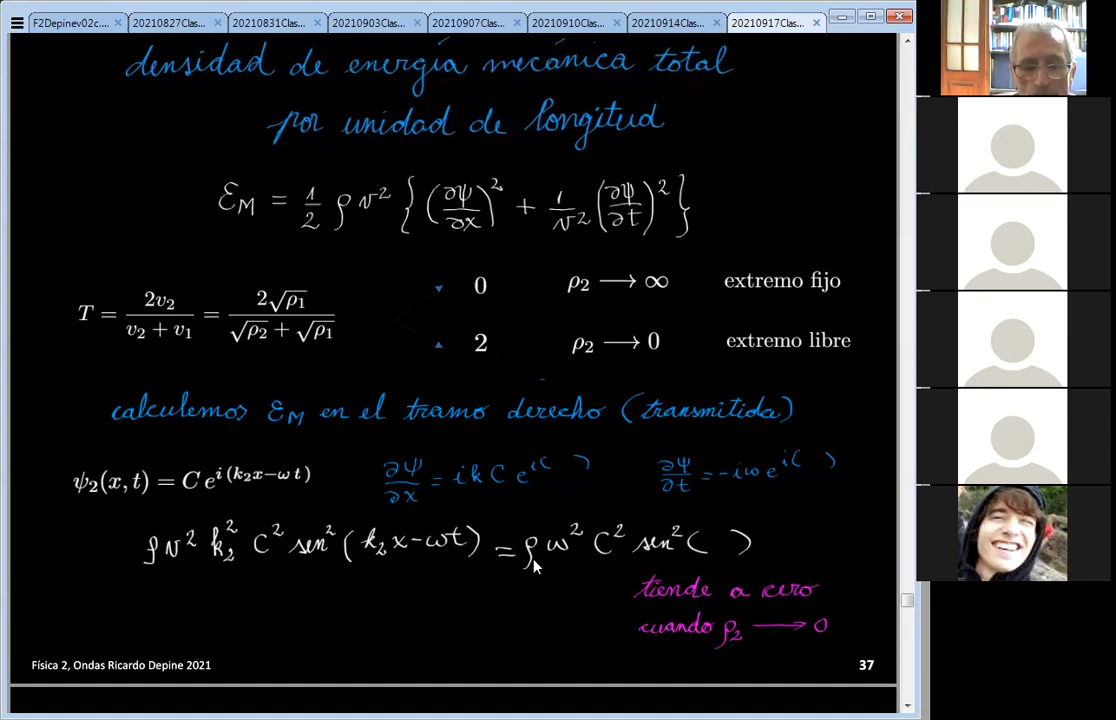 F2Depinev02c.... 20210827Clas... 20210831Clas... 20210903Clas... 20210907Clas... 20210910Clas... 20210914Clas... 20210917Clas...
densidad de energía mecánica total
por unidad de longitud
ℰ_M = 1/2 ρ v² { (∂ψ/∂x)² + 1/v² (∂ψ/∂t)² }
T = 2v₂/(v₂ + v₁) = 2√ρ₁/(√ρ₂ + √ρ₁)
0 ρ₂ ⟶ ∞ extremo fijo
2 ρ₂ ⟶ 0 extremo libre
calculemos ℰ_M en el tramo derecho (transmitida)
ψ₂(x,t) = C e^{i(k₂x−ω t)} ∂ψ/∂x = i k C e^{i( )} ∂ψ/∂t = -iω e^{i( )}
ρ v² k₂² C² sen² (k₂x-ωt) = ρ ω² C² sen² ( )
tiende a cero
cuando ρ₂ ⟶ 0
Física 2, Ondas Ricardo Depine 2021 37